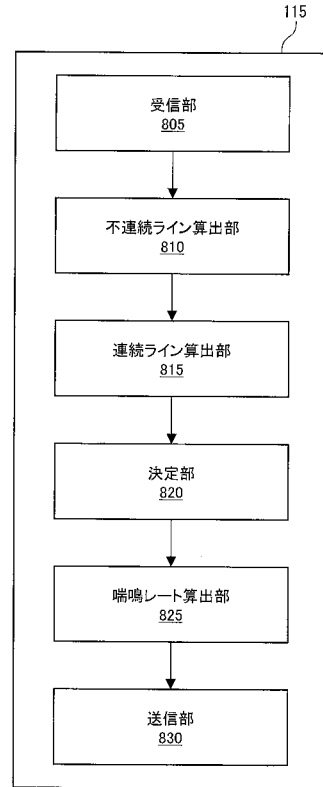 115
受信部
805
不連続ライン算出部
810
連続ライン算出部
815
決定部
820
喘鳴レート算出部
825
送信部
830